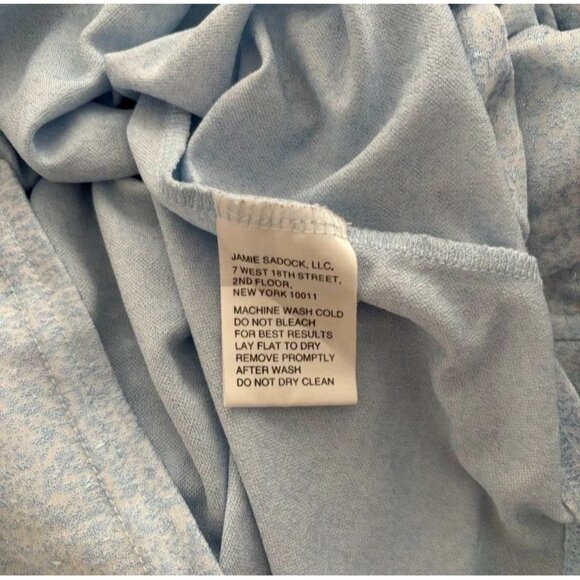 JAMIE SADOCK, LLC.
7 WEST 18TH STREET,
2ND FLOOR,
NEW YORK 10011
MACHINE WASH COLD
DO NOT BLEACH
FOR BEST RESULTS
LAY FLAT TO DRY
REMOVE PROMPTLY
AFTER WASH
DO NOT DRY CLEAN